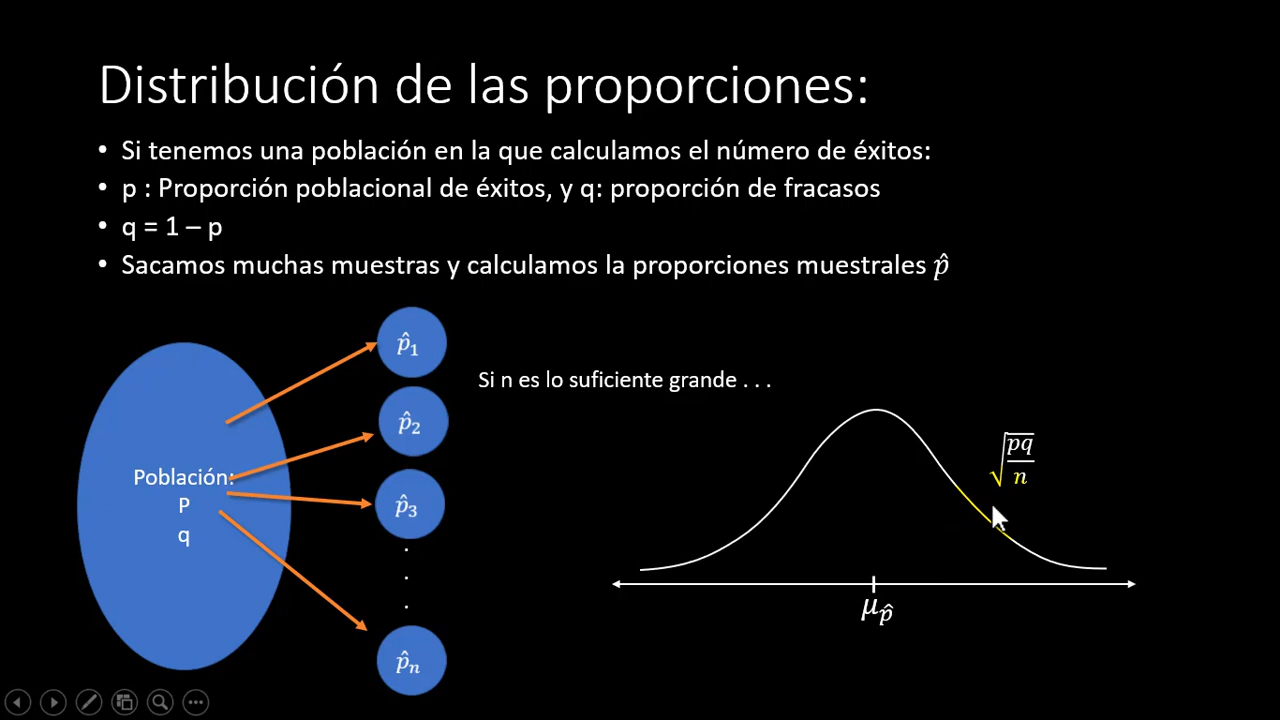 Distribución de las proporciones:
• Si tenemos una población en la que calculamos el número de éxitos:
• p : Proporción poblacional de éxitos, y q: proporción de fracasos
• q = 1 – p
• Sacamos muchas muestras y calculamos la proporciones muestrales p̂
Población:
P
q
p̂₁
p̂₂
p̂₃
.
.
.
p̂ₙ
Si n es lo suficiente grande . . .
√(pq/n)
μ_p̂